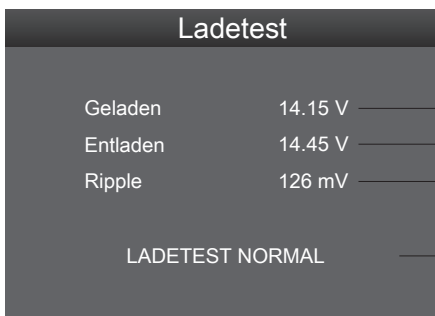 Ladetest
Geladen 14.15 V
Entladen 14.45 V
Ripple 126 mV
LADETEST NORMAL